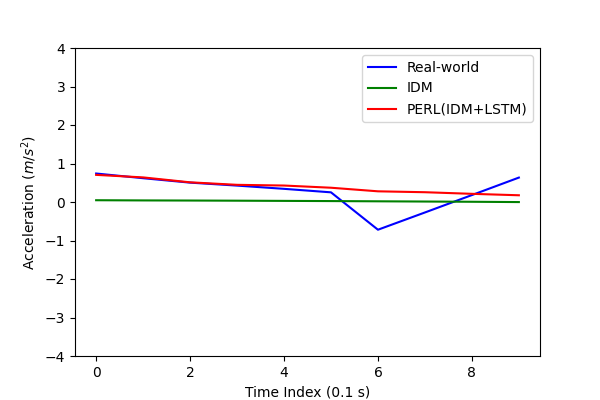 4
3
2
1
0
−1
−2
−3
−4
Acceleration (m/s²)
Real-world
IDM
PERL(IDM+LSTM)
0 2 4 6 8
Time Index (0.1 s)